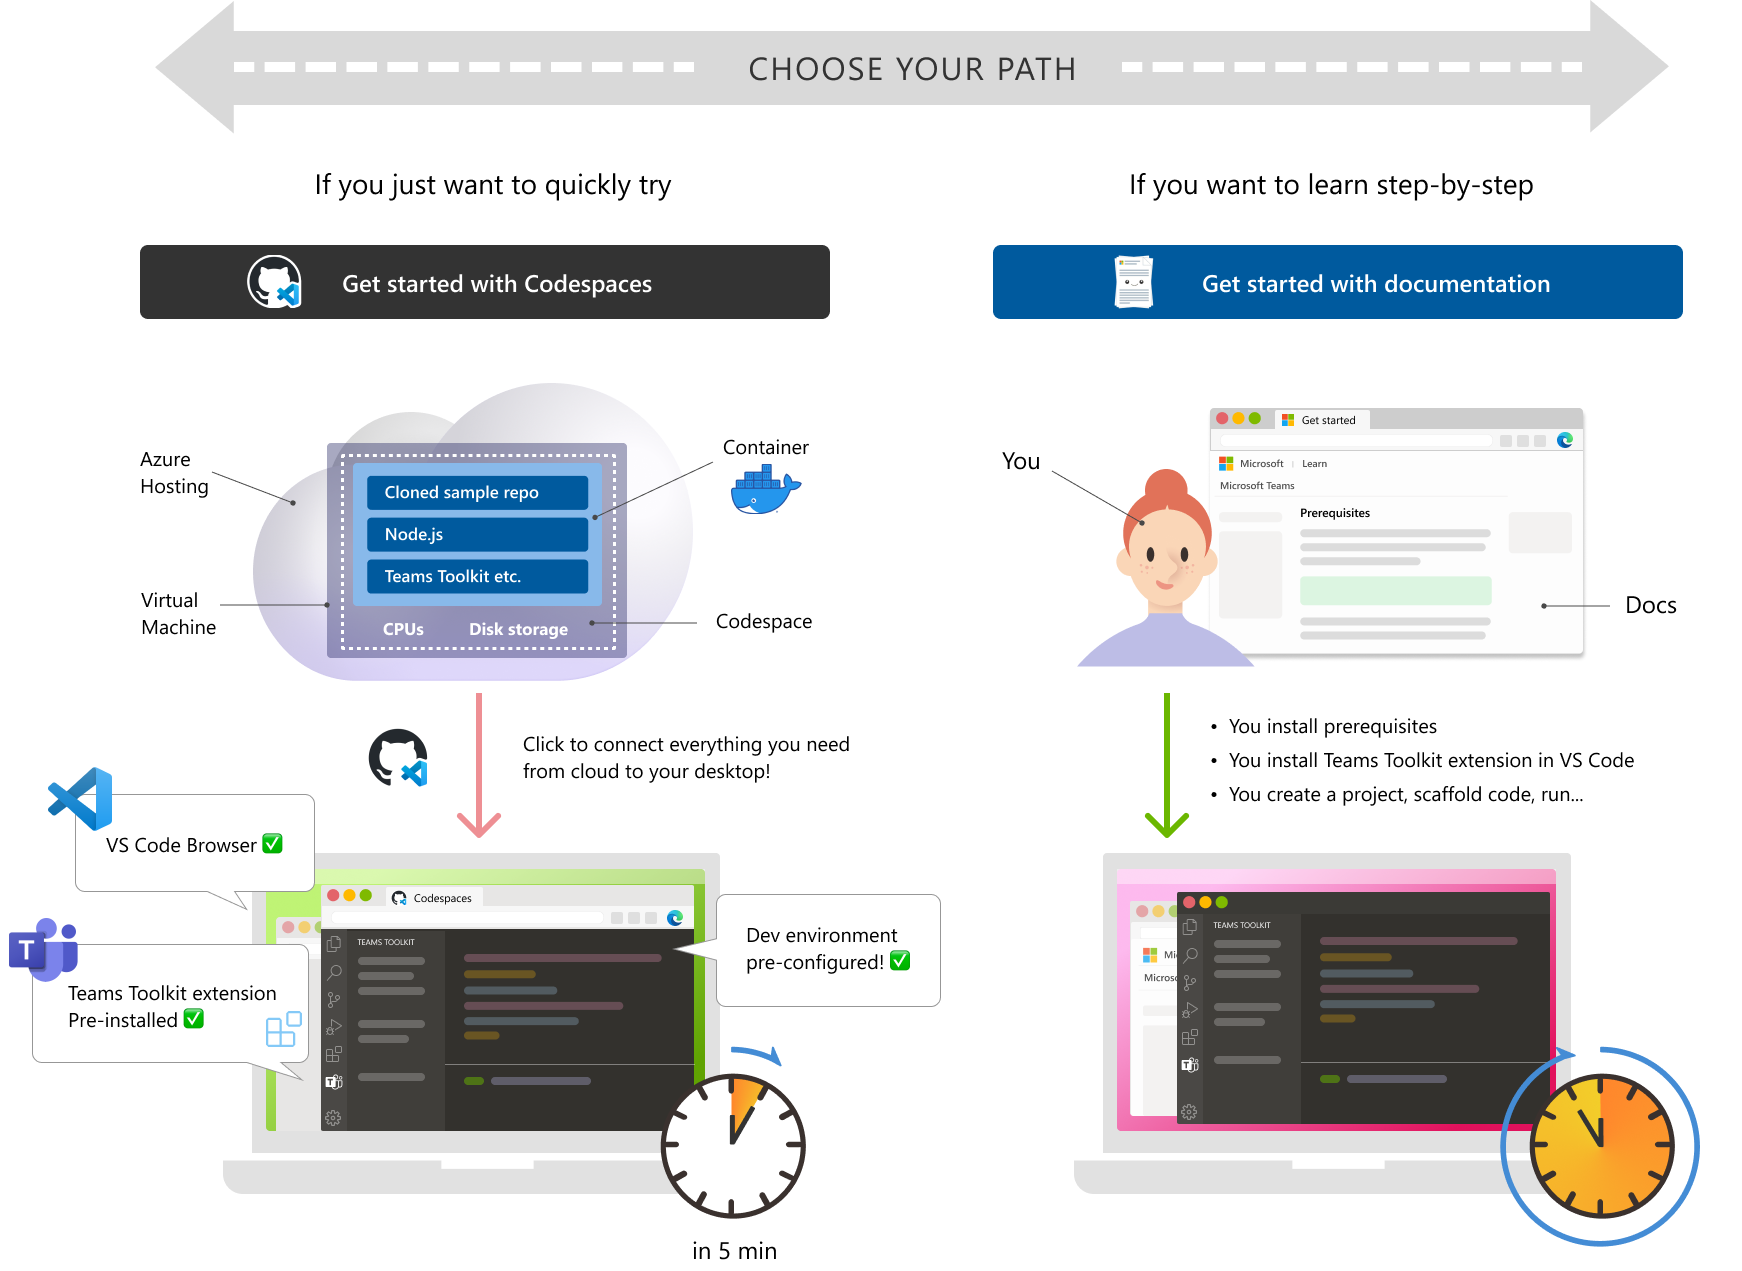 CHOOSE YOUR PATH
If you just want to quickly try
Get started with Codespaces
Azure
Hosting
Cloned sample repo
Node.js
Teams Toolkit etc.
CPUs
Disk storage
Container
Virtual
Machine
Codespace
Click to connect everything you need
from cloud to your desktop!
VS Code Browser ✅
Teams Toolkit extension
Pre-installed ✅
Codespaces
TEAMS TOOLKIT
Dev environment
pre-configured! ✅
in 5 min
If you want to learn step-by-step
Get started with documentation
You
Get started
Microsoft | Learn
Microsoft Teams
Prerequisites
Docs
• You install prerequisites
• You install Teams Toolkit extension in VS Code
• You create a project, scaffold code, run...
Mi
Micros
TEAMS TOOLKIT